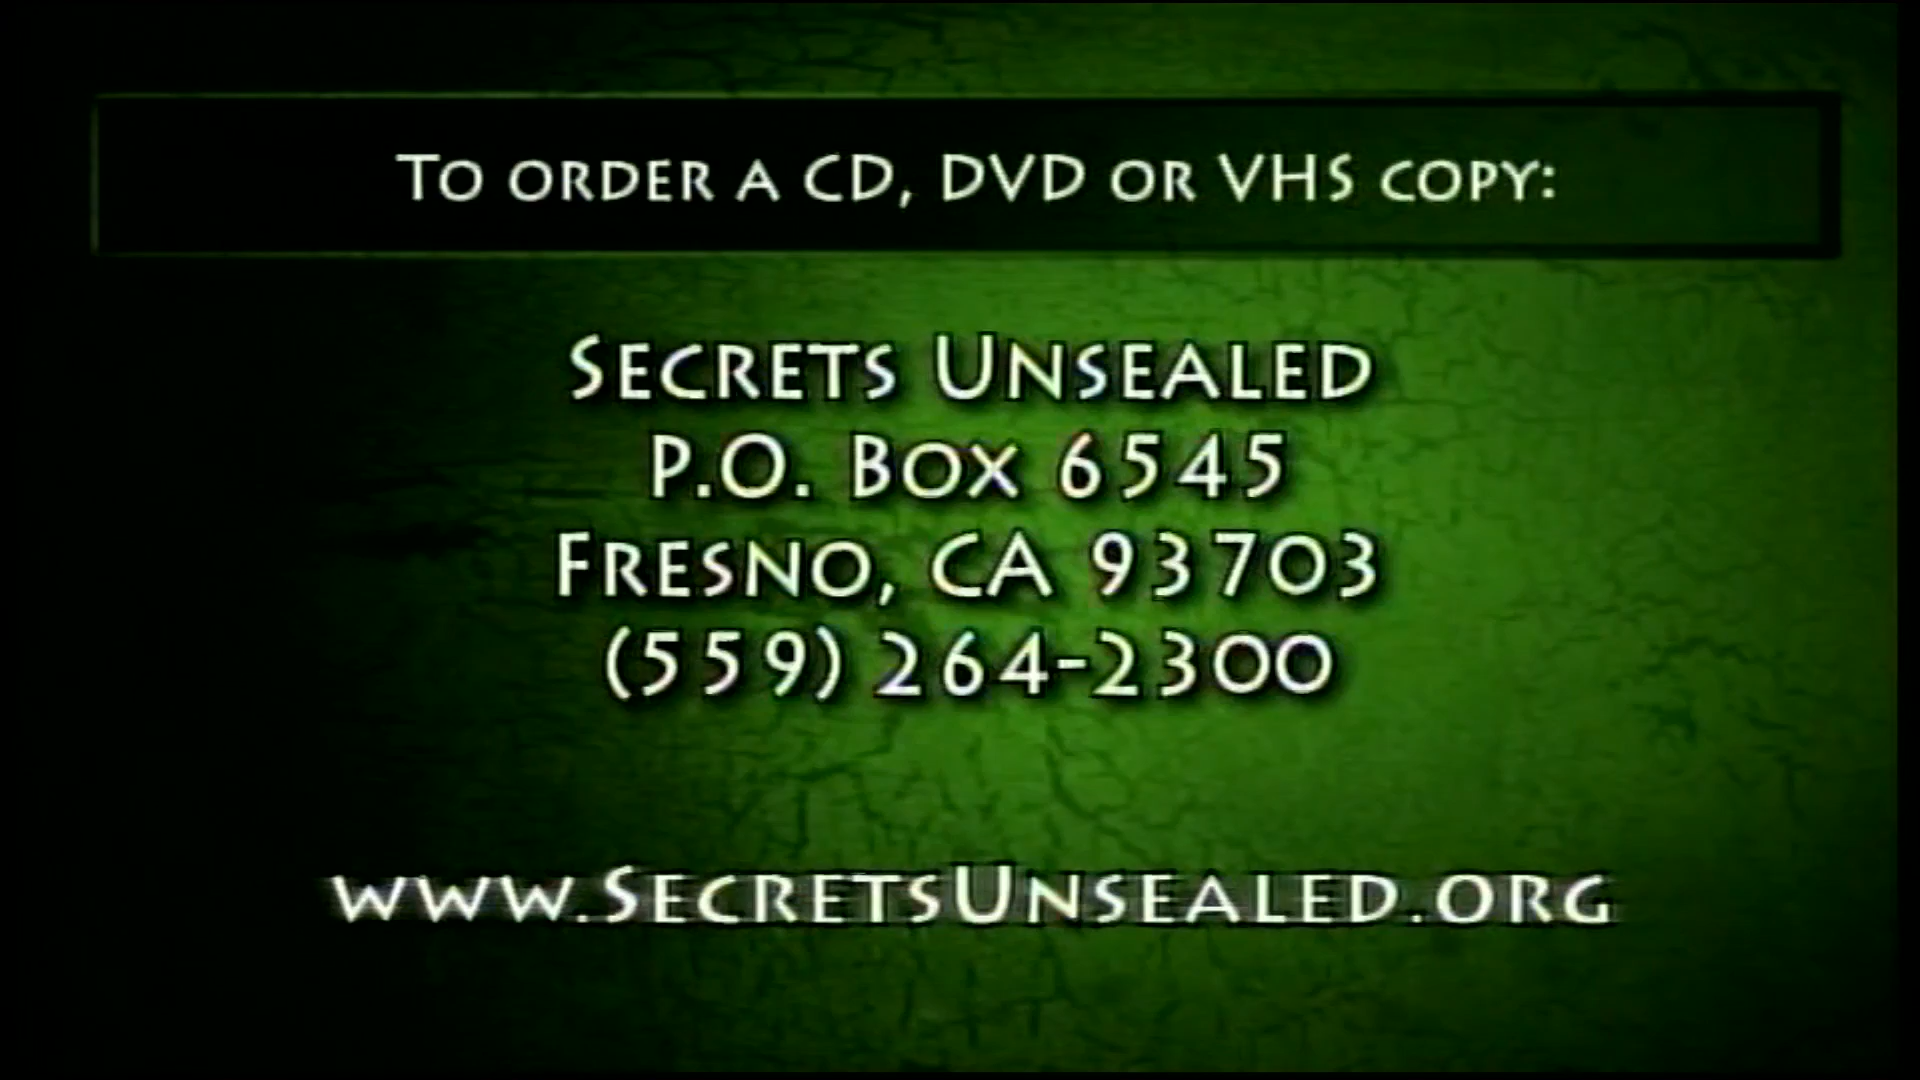 To order a CD, DVD or VHS copy:
Secrets Unsealed
P.O. Box 6545
Fresno, CA 93703
(559) 264-2300
www.SecretsUnsealed.org